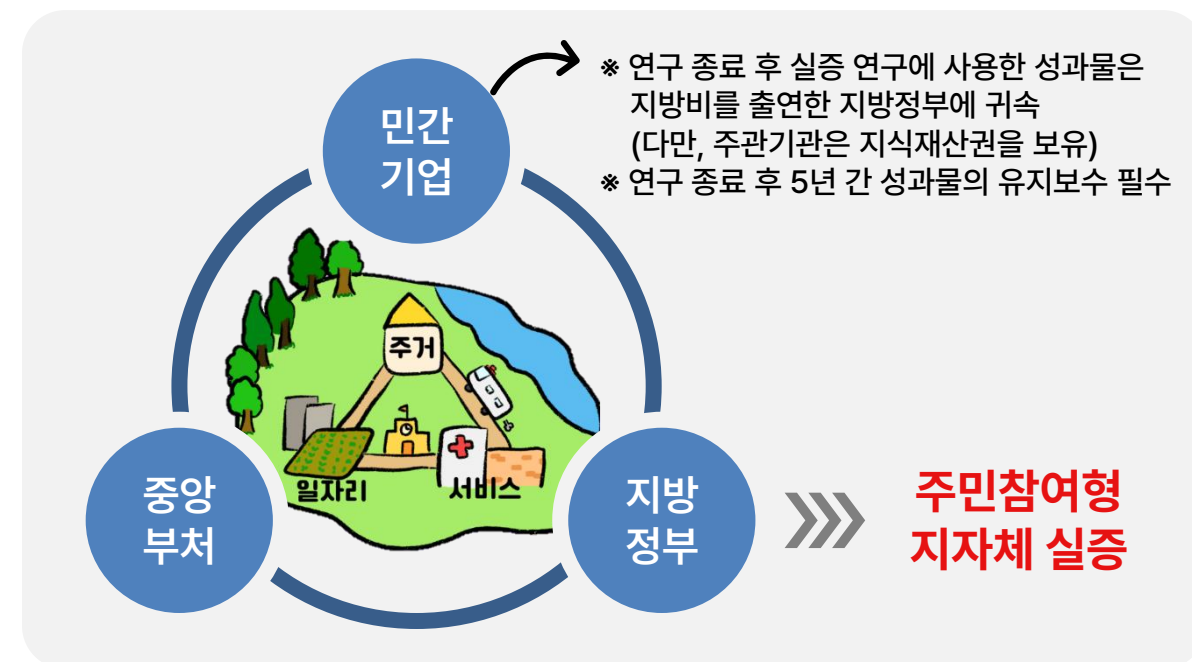 민간
기업
※ 연구 종료 후 실증 연구에 사용한 성과물은
지방비를 출연한 지방정부에 귀속
(다만, 주관기관은 지식재산권을 보유)
※ 연구 종료 후 5년 간 성과물의 유지보수 필수
주거
일자리
서비스
중앙
부처
지방
정부
주민참여형
지자체 실증